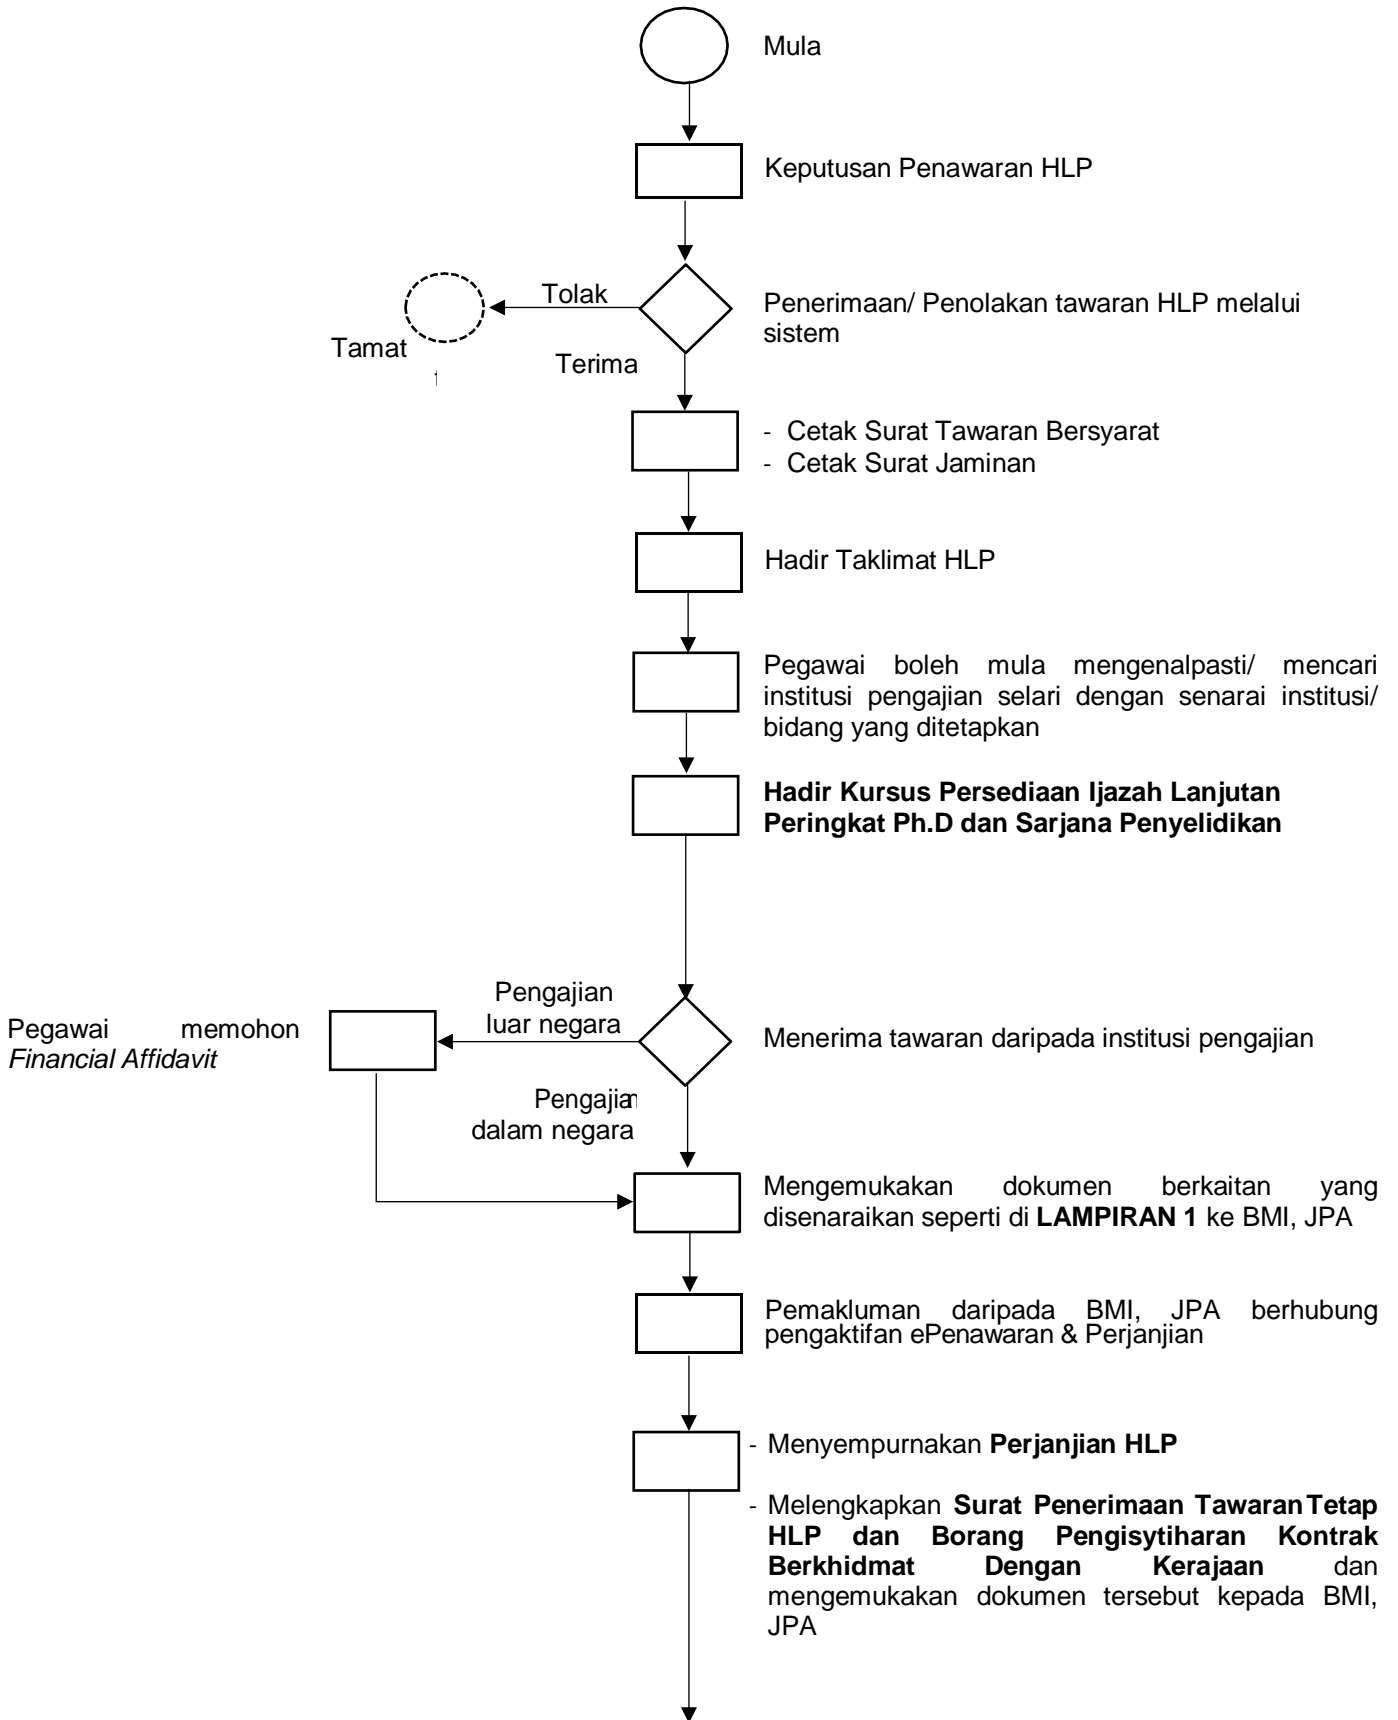 Mula
Keputusan Penawaran HLP
Tolak
Penerimaan/ Penolakan tawaran HLP melalui
sistem
Tamat
Terima
- Cetak Surat Tawaran Bersyarat
- Cetak Surat Jaminan
Hadir Taklimat HLP
Pegawai boleh mula mengenalpasti/ mencari
institusi pengajian selari dengan senarai institusi/
bidang yang ditetapkan
Hadir Kursus Persediaan Ijazah Lanjutan
Peringkat Ph.D dan Sarjana Penyelidikan
Pengajian
luar negara
Pegawai memohon
Financial Affidavit
Menerima tawaran daripada institusi pengajian
Pengajian
dalam negara
Mengemukakan dokumen berkaitan yang
disenaraikan seperti di LAMPIRAN 1 ke BMI, JPA
Pemakluman daripada BMI, JPA berhubung
pengaktifan ePenawaran & Perjanjian
- Menyempurnakan Perjanjian HLP
- Melengkapkan Surat Penerimaan Tawaran Tetap
HLP dan Borang Pengisytiharan Kontrak
Berkhidmat Dengan Kerajaan dan
mengemukakan dokumen tersebut kepada BMI,
JPA